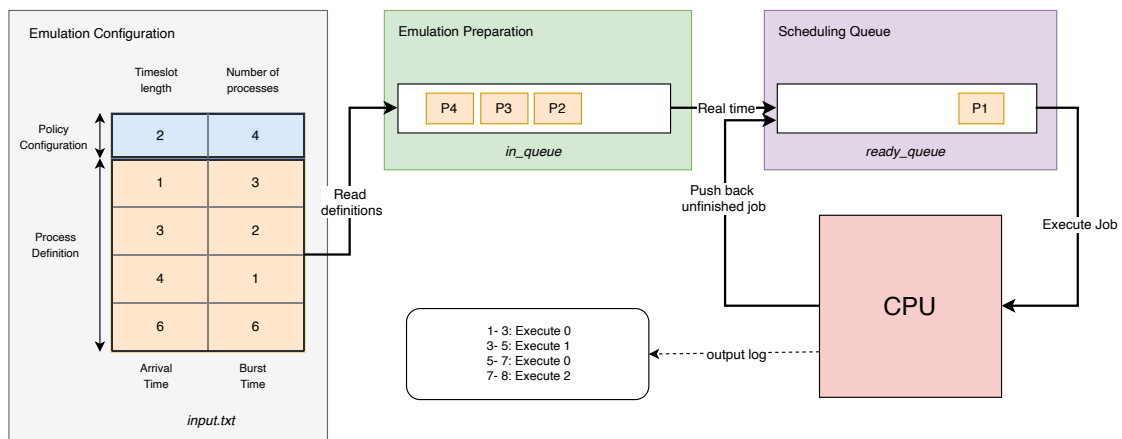 Emulation Configuration
Timeslot
length
Number of
processes
Policy
Configuration
2
4
Process
Definition
1
3
3
2
4
1
6
6
Arrival
Time
Burst
Time
input.txt
Read
definitions
Emulation Preparation
P4
P3
P2
in_queue
Real time
Scheduling Queue
P1
ready_queue
Push back
unfinished job
Execute Job
CPU
output log
1- 3: Execute 0
3- 5: Execute 1
5- 7: Execute 0
7- 8: Execute 2